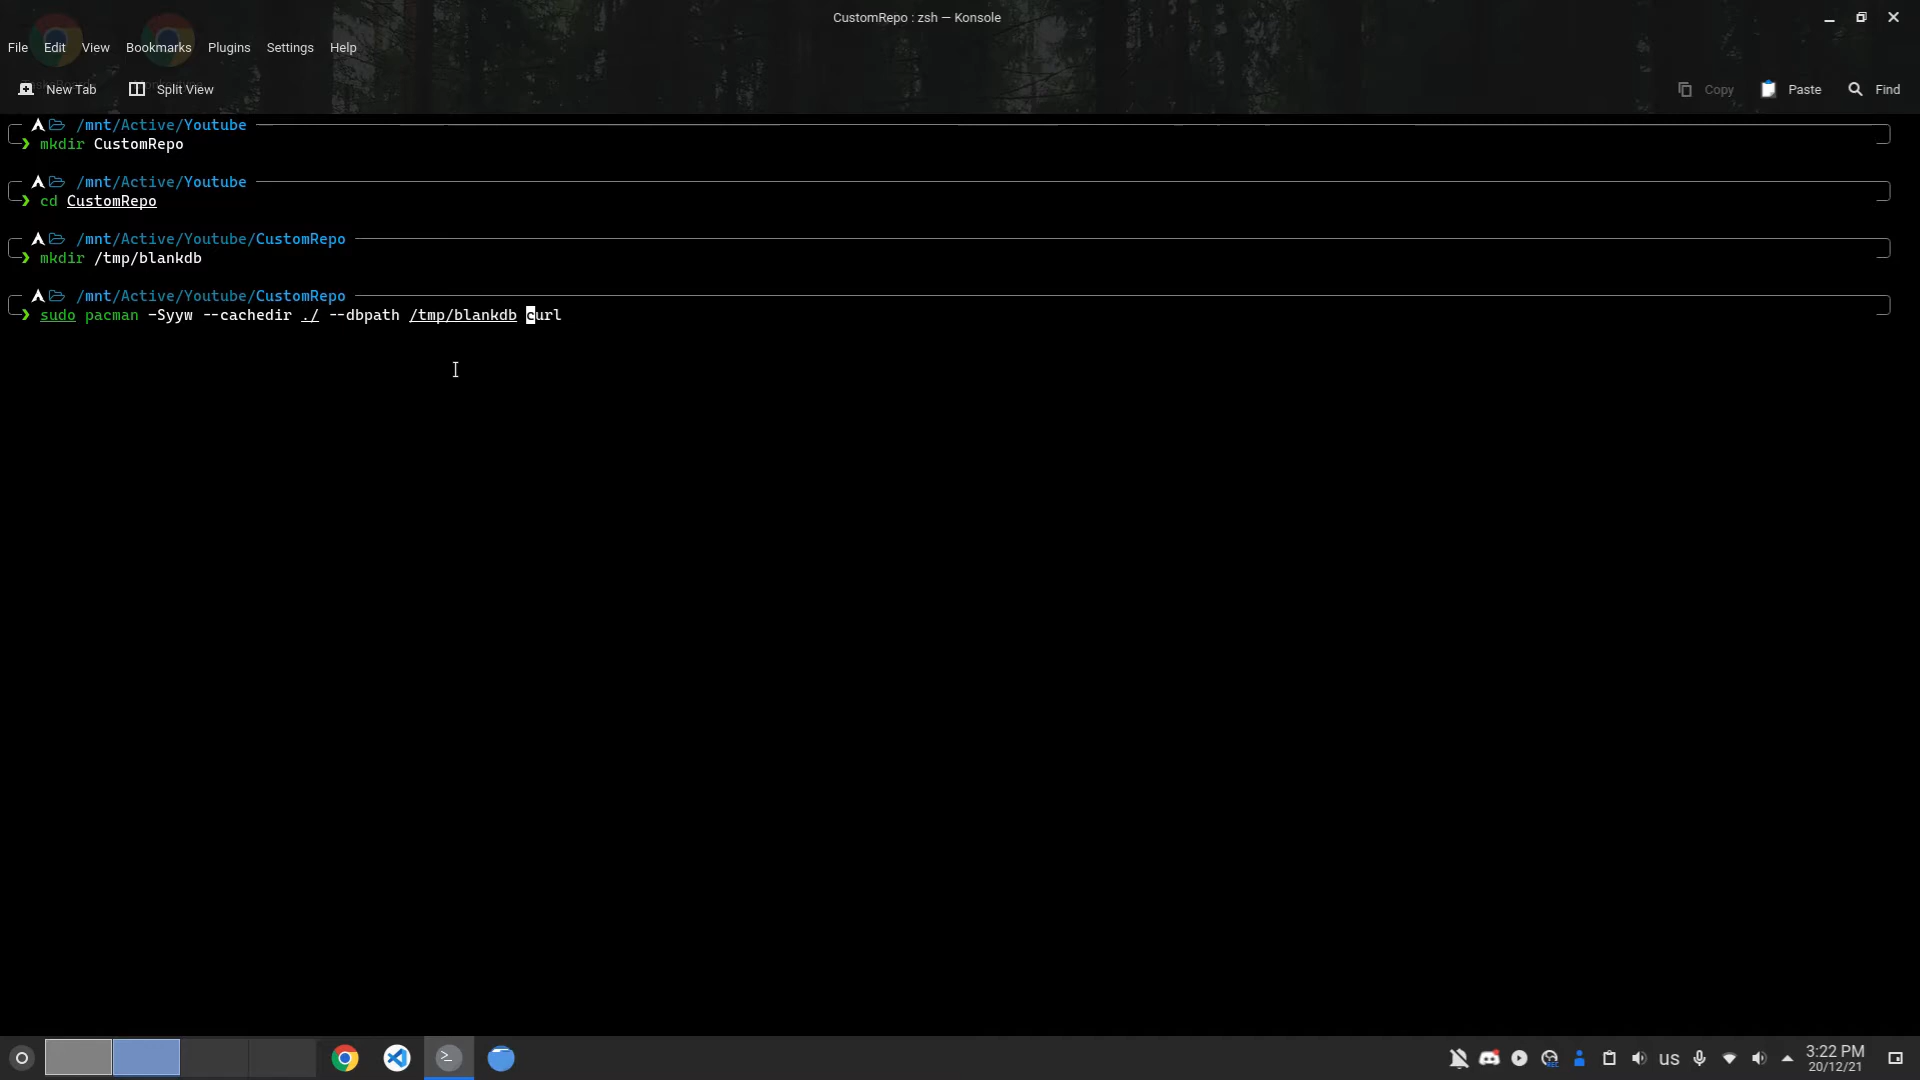 CustomRepo : zsh — Konsole
File Edit View Bookmarks Plugins Settings Help
New Tab Split View Copy Paste Find
/mnt/Active/Youtube
❯ mkdir CustomRepo
/mnt/Active/Youtube
❯ cd CustomRepo
/mnt/Active/Youtube/CustomRepo
❯ mkdir /tmp/blankdb
/mnt/Active/Youtube/CustomRepo
❯ sudo pacman -Syyw --cachedir ./ --dbpath /tmp/blankdb curl
us 3:22 PM
20/12/21